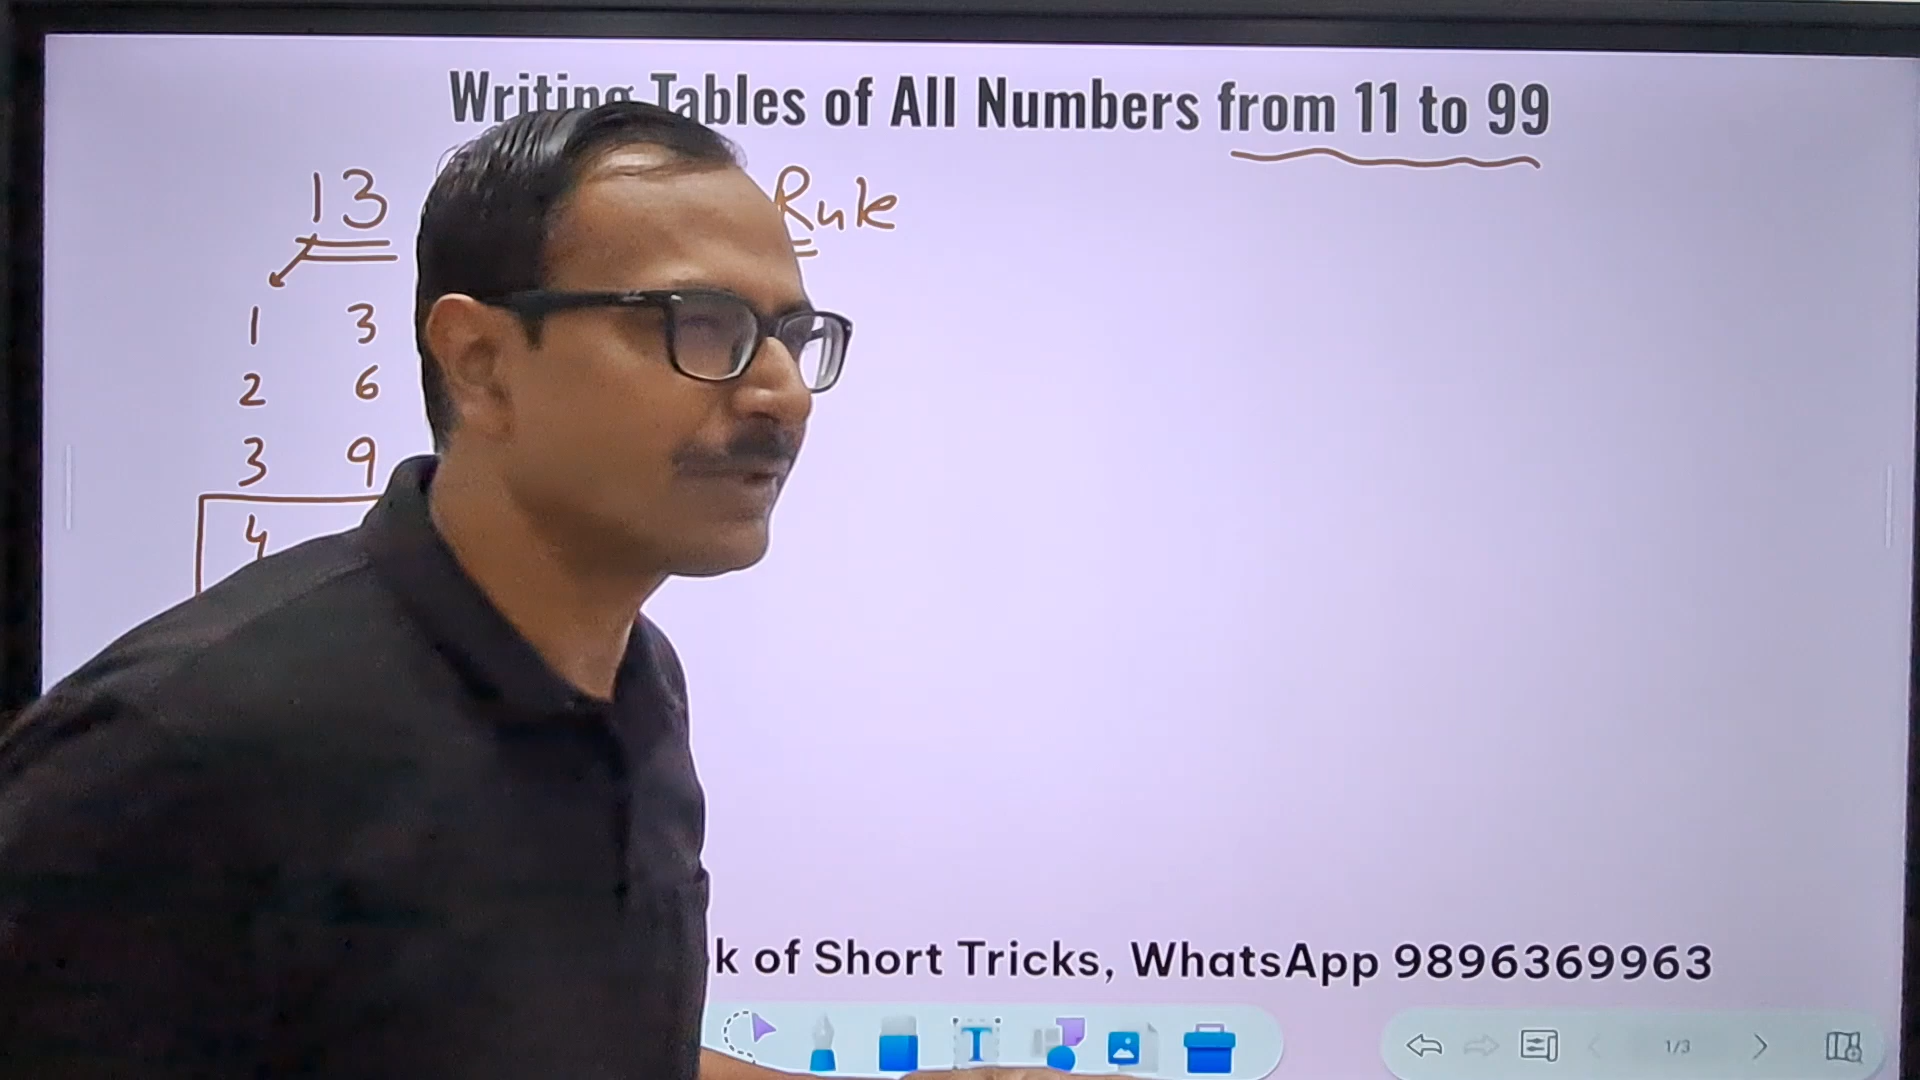 Writing Tables of All Numbers from 11 to 99
13 Rule
1 3
2 6
3 9
4
k of Short Tricks, WhatsApp 9896369963
T
1/3